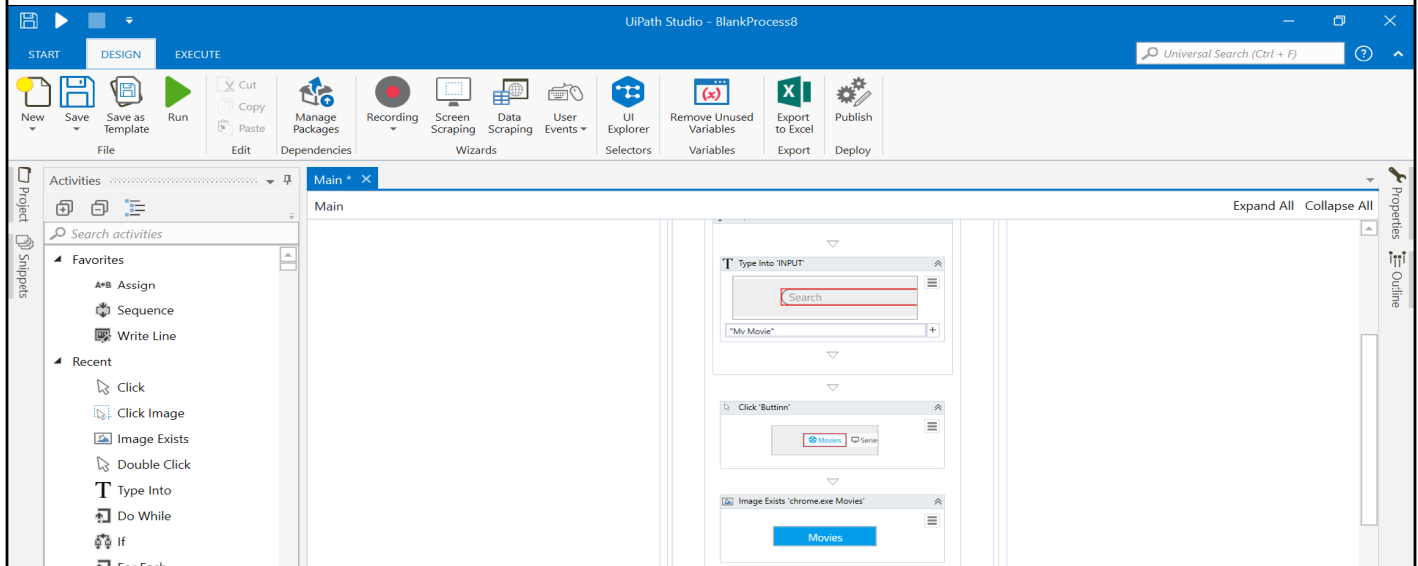 UiPath Studio - BlankProcess8
START DESIGN EXECUTE
Universal Search (Ctrl + F)
New
Save
Save as Template
Run
File
Cut
Copy
Paste
Edit
Manage Packages
Dependencies
Recording
Screen Scraping
Data Scraping
User Events
Wizards
UI Explorer
Selectors
Remove Unused Variables
Variables
Export to Excel
Export
Publish
Deploy
Project
Snippets
Activities
Search activities
Favorites
A+B Assign
Sequence
Write Line
Recent
Click
Click Image
Image Exists
Double Click
T Type Into
Do While
If
Main * ×
Main
Expand All Collapse All
T Type Into 'INPUT'
Search
"My Movie"
Click 'Buttinn'
Movies Serie
Image Exists 'chrome.exe Movies'
Movies
Properties
Outline